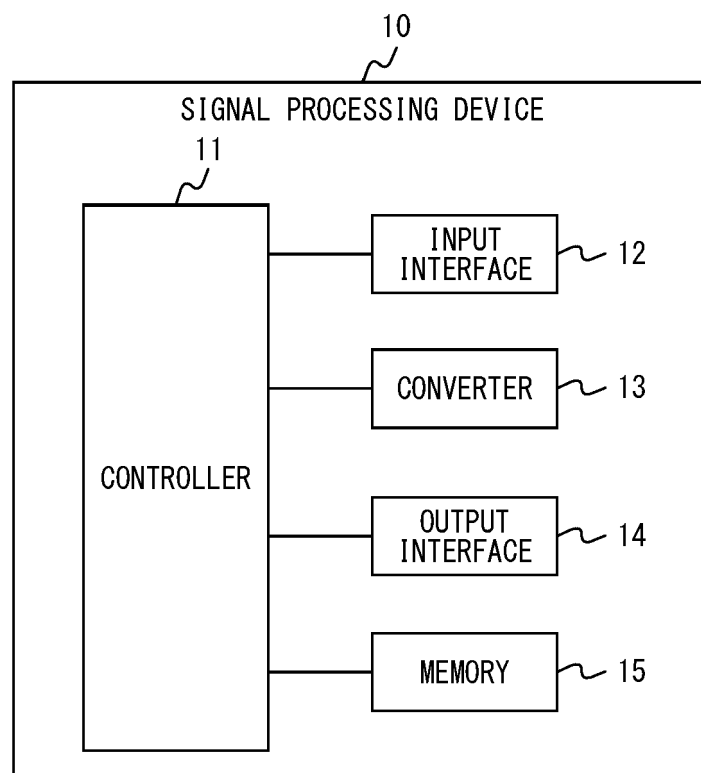 10
SIGNAL PROCESSING DEVICE
11
INPUT
INTERFACE
12
CONVERTER
13
CONTROLLER
OUTPUT
INTERFACE
14
MEMORY
15